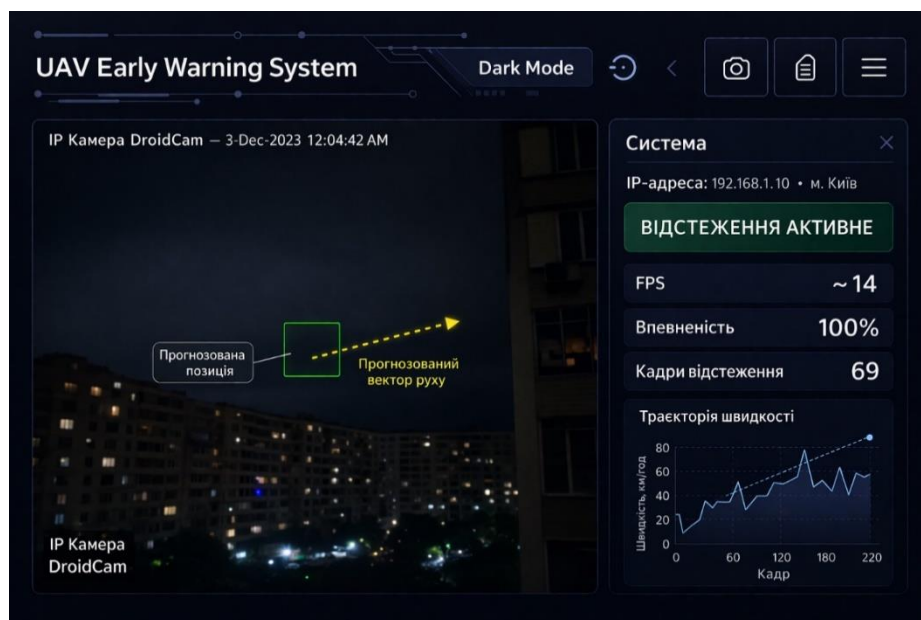 UAV Early Warning System
Dark Mode
IP Камера DroidCam – 3-Dec-2023 12:04:42 AM
Прогнозована
позиція
Прогнозований
вектор руху
IP Камера
DroidCam
Система
IP-адреса: 192.168.1.10 • м. Київ
ВІДСТЕЖЕННЯ АКТИВНЕ
FPS ~ 14
Впевненість 100%
Кадри відстеження 69
Траєкторія швидкості
Швидкість, км/год
80
60
40
20
0
0 60 120 180 220
Кадр